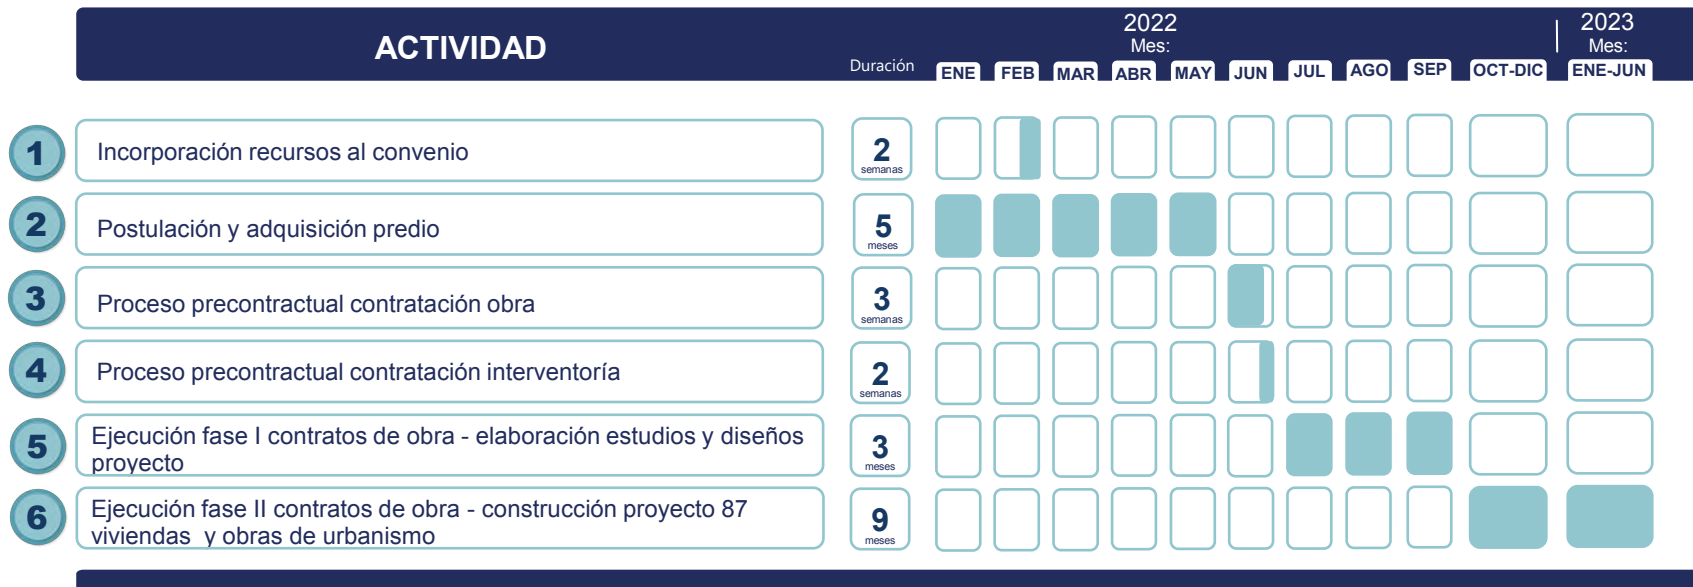 ACTIVIDAD
Duración
2022
Mes:
2023
Mes:
ENE FEB MAR ABR MAY JUN JUL AGO SEP OCT-DIC ENE-JUN
1 Incorporación recursos al convenio 2 semanas
2 Postulación y adquisición predio 5 meses
3 Proceso precontractual contratación obra 3 semanas
4 Proceso precontractual contratación interventoría 2 semanas
5 Ejecución fase I contratos de obra - elaboración estudios y diseños
proyecto 3 meses
6 Ejecución fase II contratos de obra - construcción proyecto 87
viviendas y obras de urbanismo 9 meses